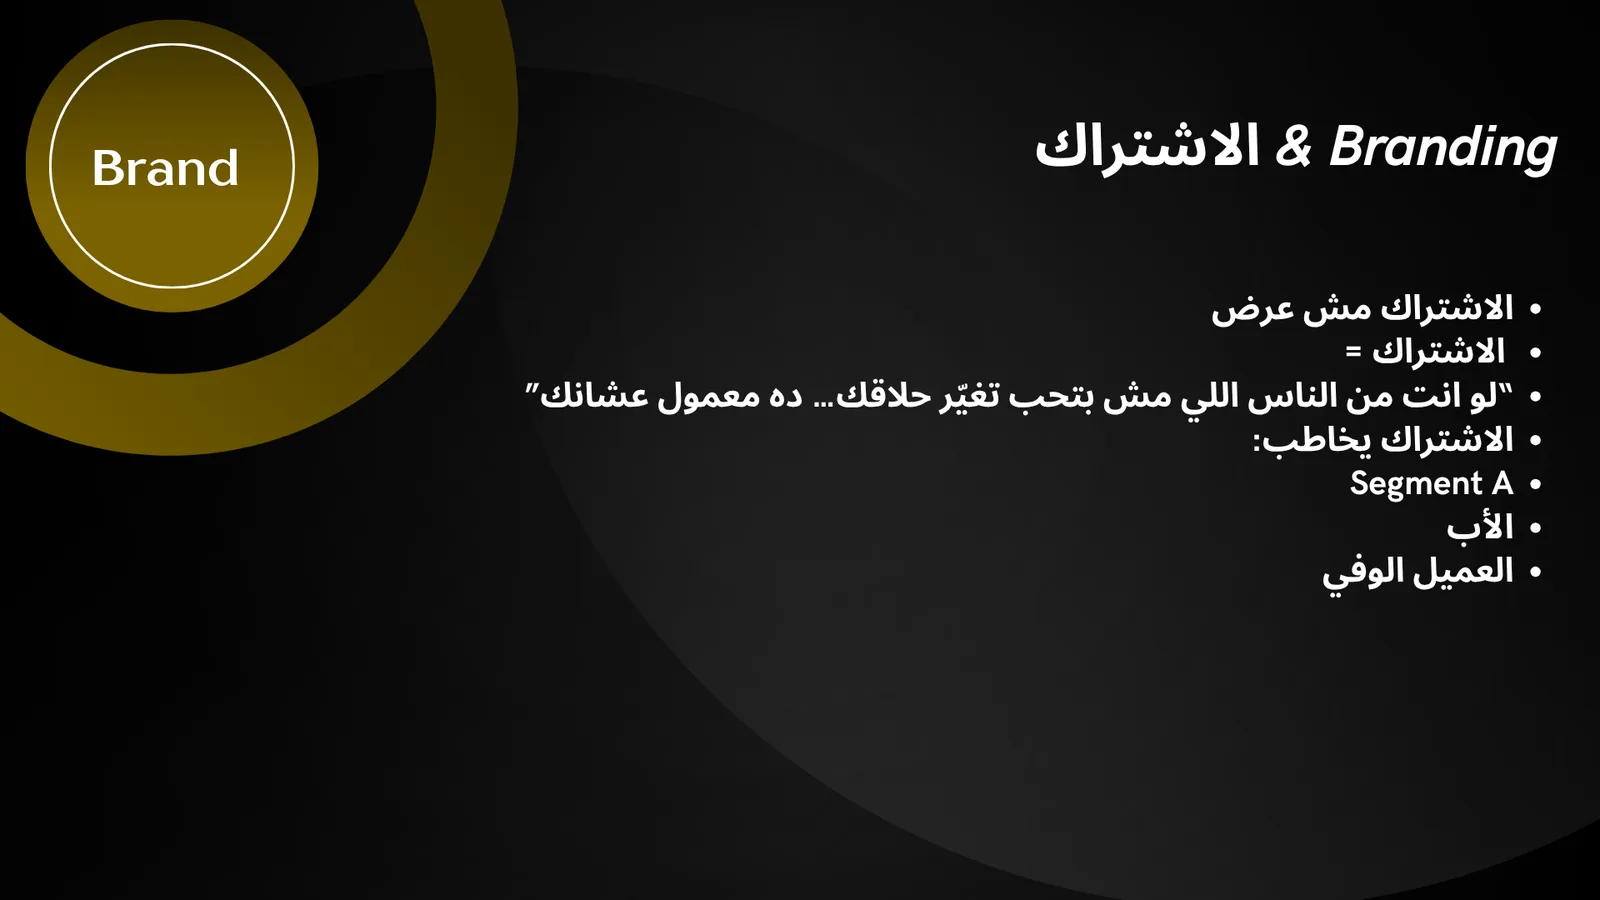 Brand
Branding & الاشتراك
• الاشتراك مش عرض
• الاشتراك =
• “لو انت من الناس اللي مش بتحب تغيّر حلاقك… ده معمول عشانك”
• الاشتراك يخاطب:
• Segment A
• الأب
• العميل الوفي